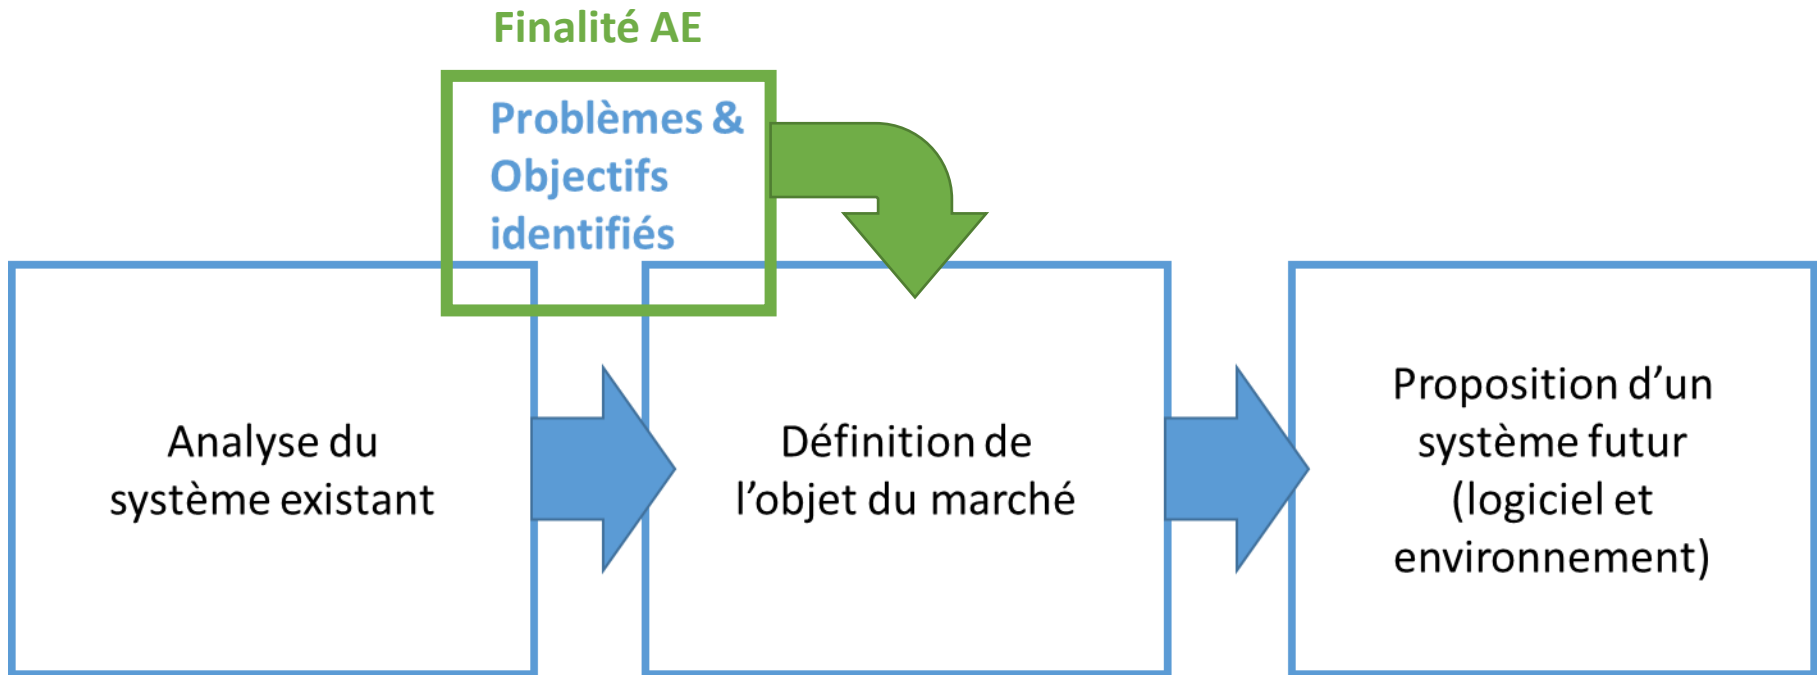 Finalité AE
Problèmes &
Objectifs
identifiés
Analyse du
système existant
Définition de
l’objet du marché
Proposition d’un
système futur
(logiciel et
environnement)